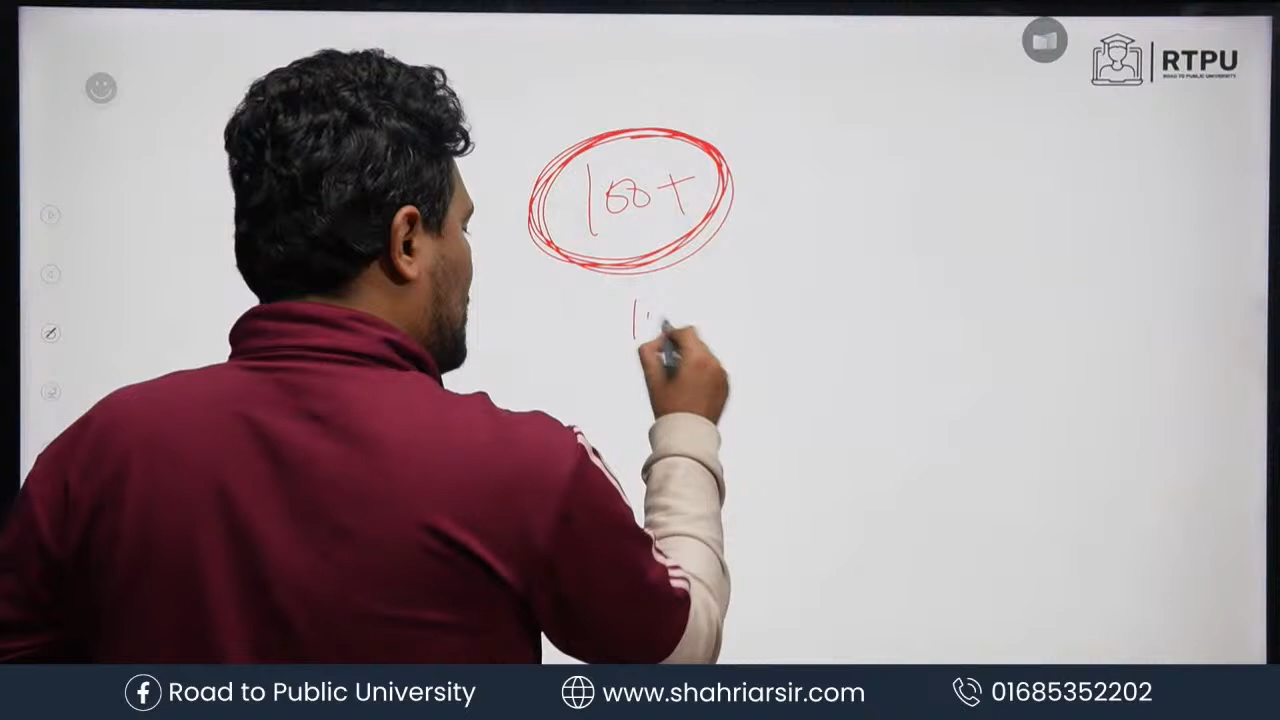 RTPU
ROAD TO PUBLIC UNIVERSITY
100+
Road to Public University
www.shahriarsir.com
01685352202